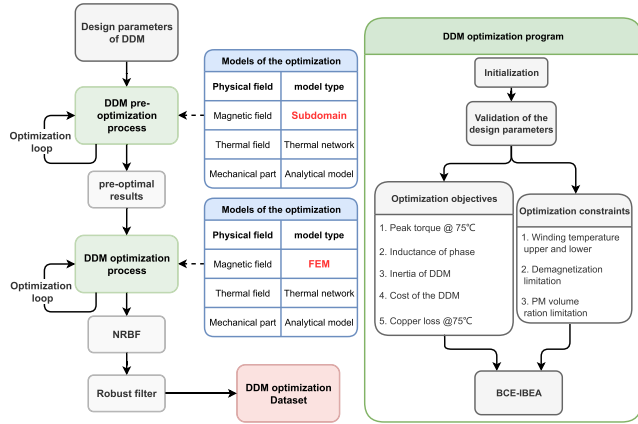 Design parameters
of DDM
DDM pre-
optimization
process
Optimization
loop
pre-optimal
results
DDM optimization
process
Optimization
loop
NRBF
Robust filter
DDM optimization
Dataset
Models of the optimization
Physical field
model type
Magnetic field
Subdomain
Thermal field
Thermal network
Mechanical part
Analytical model
Models of the optimization
Physical field
model type
Magnetic field
FEM
Thermal field
Thermal network
Mechanical part
Analytical model
DDM optimization program
Initialization
Validation of the
design parameters
Optimization objectives
1. Peak torque @ 75℃
2. Inductance of phase
3. Inertia of DDM
4. Cost of the DDM
5. Copper loss @75℃
Optimization constraints
1. Winding temperature
upper and lower
2. Demagnetization
limitation
3. PM volume
ration limitation
BCE-IBEA